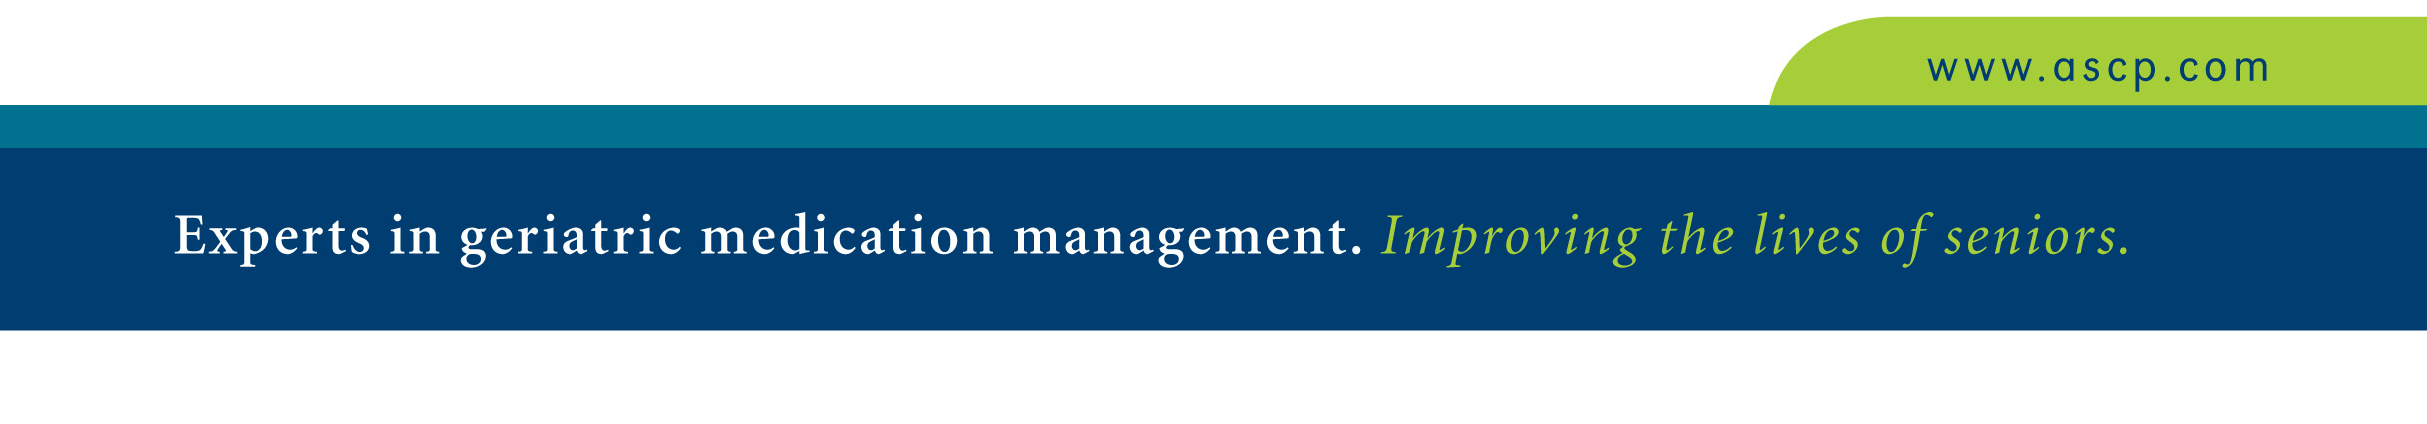 www.ascp.com
Experts in geriatric medication management. Improving the lives of seniors.